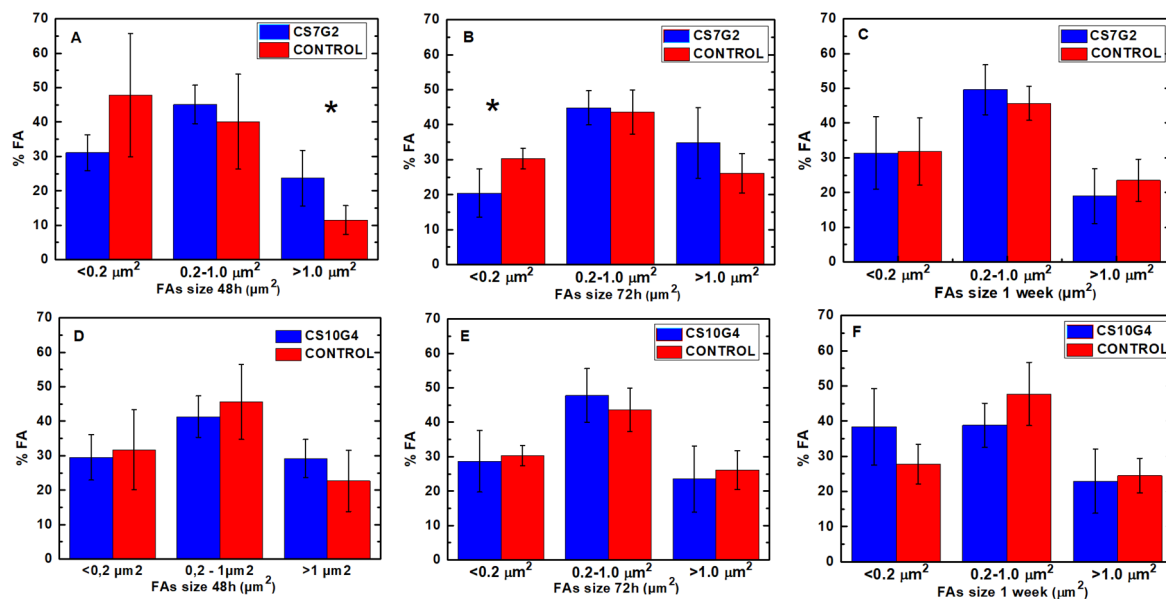 A
CS7G2
CONTROL
70
60
50
40
30
20
10
0
% FA
*
<0.2 µm² 0.2-1.0 µm² >1.0 µm²
FAs size 48h (µm²)
B
CS7G2
CONTROL
70
60
50
40
30
20
10
0
% FA
*
<0.2 µm² 0.2-1.0 µm² >1.0 µm²
FAs size 72h (µm²)
C
CS7G2
CONTROL
70
60
50
40
30
20
10
0
% FA
<0.2 µm² 0.2-1.0 µm² >1.0 µm²
FAs size 1 week (µm²)
D
CS10G4
CONTROL
70
60
50
40
30
20
10
0
% FA
<0,2 µm2 0,2 - 1µm2 >1 µm2
FAs size 48h (µm²)
E
CS10G4
CONTROL
70
60
50
40
30
20
10
0
% FA
<0.2 µm² 0.2-1.0 µm² >1.0 µm²
FAs size 72h (µm²)
F
CS10G4
CONTROL
70
60
50
40
30
20
10
0
% FA
<0.2 µm² 0.2-1.0 µm² >1.0 µm²
FAs size 1 week (µm²)